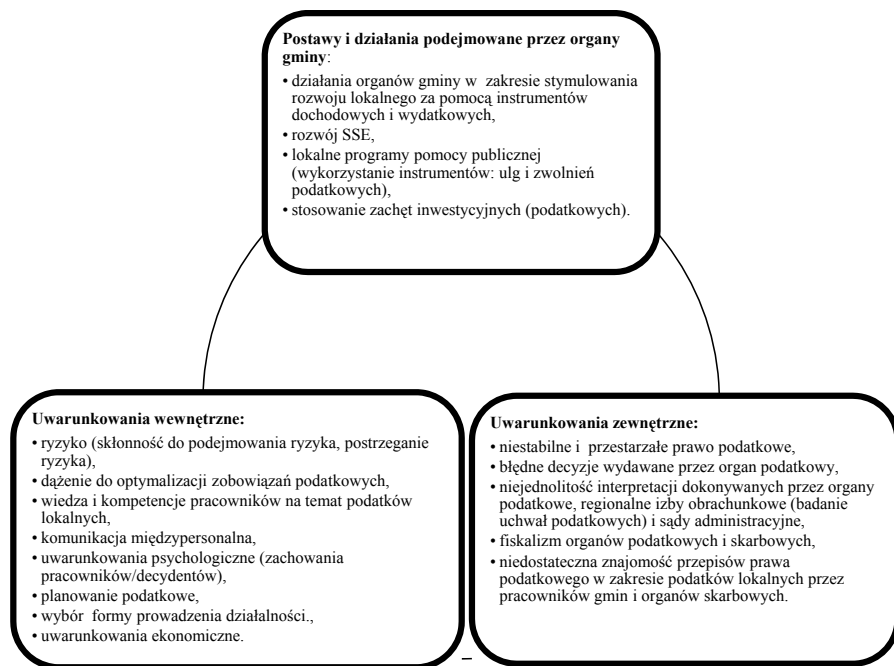 Postawy i działania podejmowane przez organy
gminy:
• działania organów gminy w zakresie stymulowania
rozwoju lokalnego za pomocą instrumentów
dochodowych i wydatkowych,
• rozwój SSE,
• lokalne programy pomocy publicznej
(wykorzystanie instrumentów: ulg i zwolnień
podatkowych),
• stosowanie zachęt inwestycyjnych (podatkowych).
Uwarunkowania wewnętrzne:
• ryzyko (skłonność do podejmowania ryzyka, postrzeganie
ryzyka),
• dążenie do optymalizacji zobowiązań podatkowych,
• wiedza i kompetencje pracowników na temat podatków
lokalnych,
• komunikacja międzypersonalna,
• uwarunkowania psychologiczne (zachowania
pracowników/decydentów),
• planowanie podatkowe,
• wybór formy prowadzenia działalności.,
• uwarunkowania ekonomiczne.
Uwarunkowania zewnętrzne:
• niestabilne i przestarzałe prawo podatkowe,
• błędne decyzje wydawane przez organ podatkowy,
• niejednolitość interpretacji dokonywanych przez organy
podatkowe, regionalne izby obrachunkowe (badanie
uchwał podatkowych) i sądy administracyjne,
• fiskalizm organów podatkowych i skarbowych,
• niedostateczna znajomość przepisów prawa
podatkowego w zakresie podatków lokalnych przez
pracowników gmin i organów skarbowych.